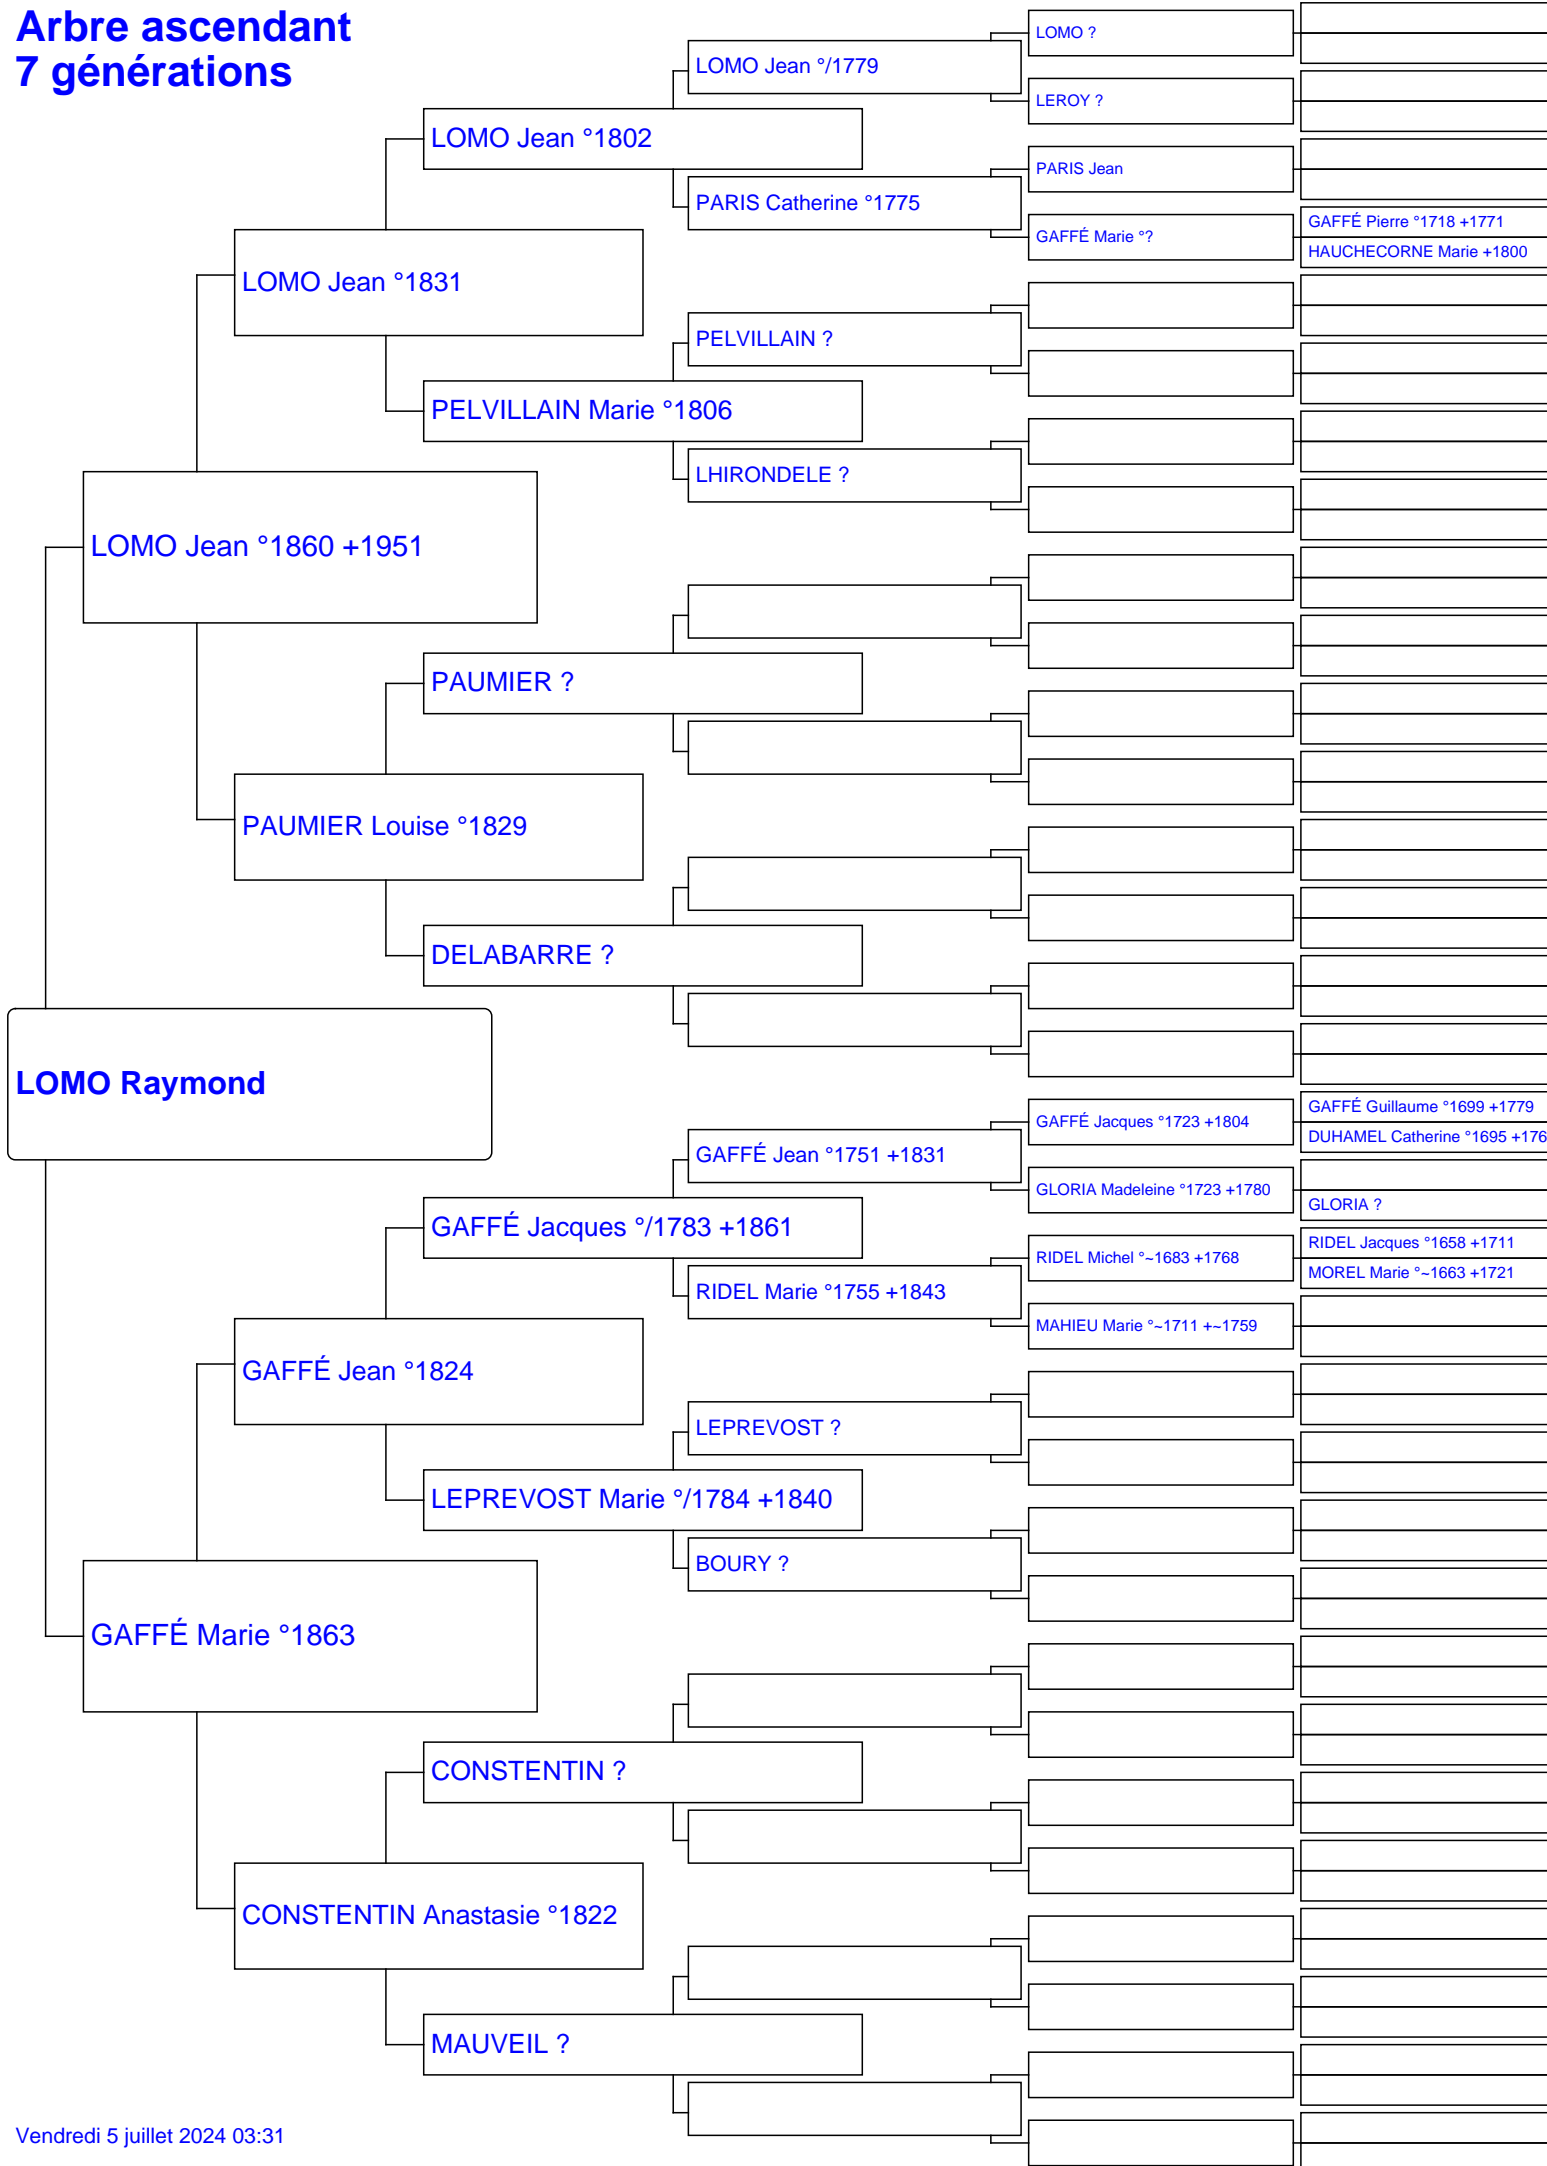 Arbre ascendant
7 générations
LOMO Raymond
LOMO Jean °1860 +1951
GAFFÉ Marie °1863
LOMO Jean °1831
PAUMIER Louise °1829
GAFFÉ Jean °1824
CONSTENTIN Anastasie °1822
LOMO Jean °1802
PELVILLAIN Marie °1806
PAUMIER ?
DELABARRE ?
GAFFÉ Jacques °/1783 +1861
LEPREVOST Marie °/1784 +1840
CONSTENTIN ?
MAUVEIL ?
LOMO Jean °/1779
PARIS Catherine °1775
PELVILLAIN ?
LHIRONDELE ?
GAFFÉ Jean °1751 +1831
RIDEL Marie °1755 +1843
LEPREVOST ?
BOURY ?
LOMO ?
LEROY ?
PARIS Jean
GAFFÉ Marie °?
GAFFÉ Jacques °1723 +1804
GLORIA Madeleine °1723 +1780
RIDEL Michel °~1683 +1768
MAHIEU Marie °~1711 +~1759
GAFFÉ Pierre °1718 +1771
HAUCHECORNE Marie +1800
GAFFÉ Guillaume °1699 +1779
DUHAMEL Catherine °1695 +176
GLORIA ?
RIDEL Jacques °1658 +1711
MOREL Marie °~1663 +1721
Vendredi 5 juillet 2024 03:31